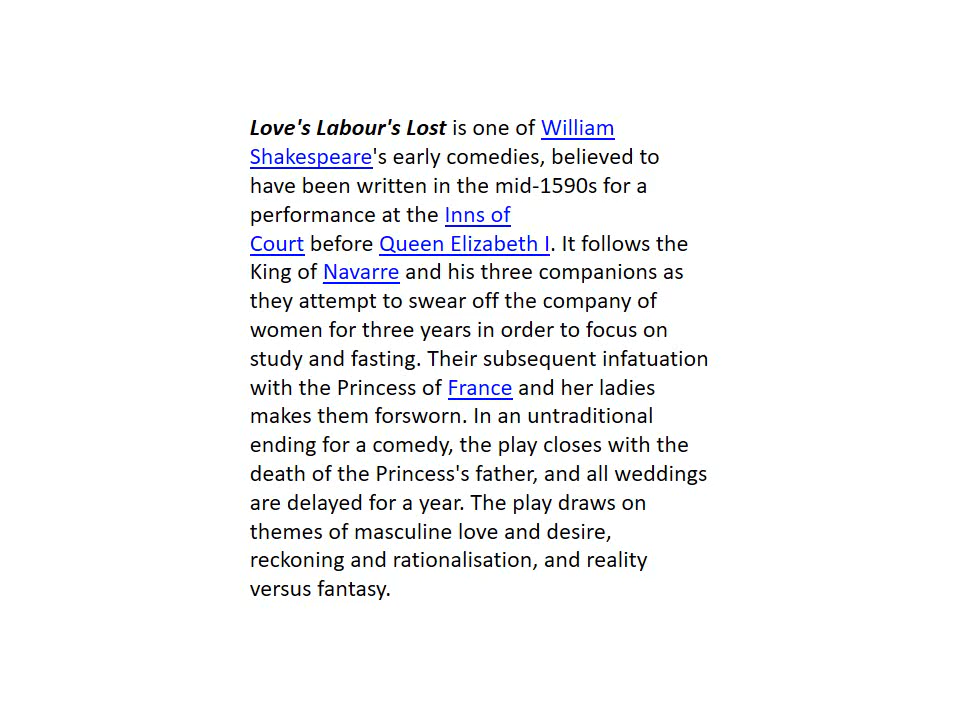 Love's Labour's Lost is one of William
Shakespeare's early comedies, believed to
have been written in the mid-1590s for a
performance at the Inns of
Court before Queen Elizabeth I. It follows the
King of Navarre and his three companions as
they attempt to swear off the company of
women for three years in order to focus on
study and fasting. Their subsequent infatuation
with the Princess of France and her ladies
makes them forsworn. In an untraditional
ending for a comedy, the play closes with the
death of the Princess's father, and all weddings
are delayed for a year. The play draws on
themes of masculine love and desire,
reckoning and rationalisation, and reality
versus fantasy.